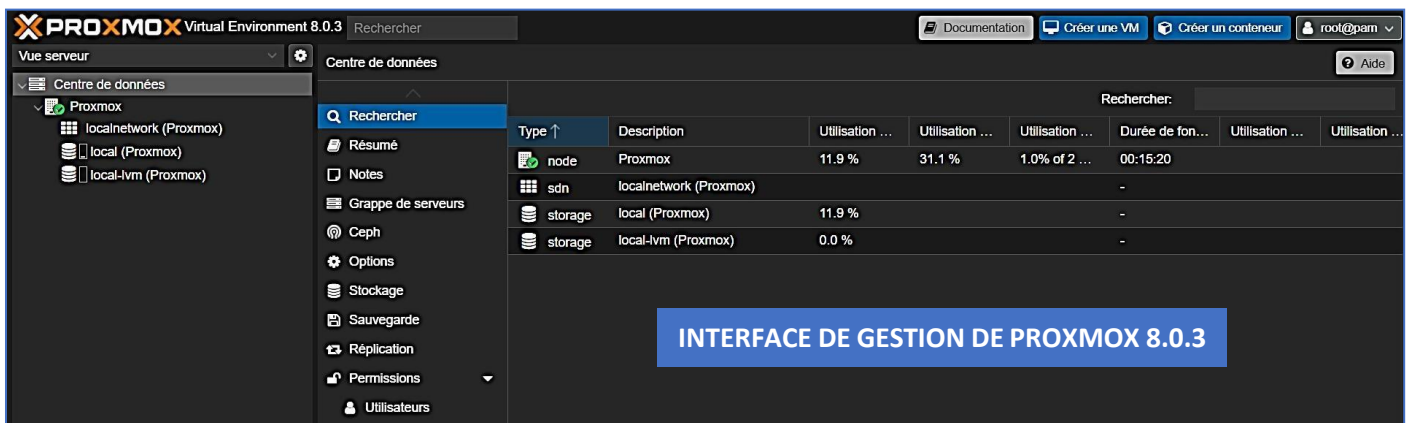 PROXMOX Virtual Environment 8.0.3 Rechercher Documentation Créer une VM Créer un conteneur root@pam
Vue serveur
Centre de données
Proxmox
localnetwork (Proxmox)
local (Proxmox)
local-lvm (Proxmox)
Centre de données Aide
Rechercher
Résumé
Notes
Grappe de serveurs
Ceph
Options
Stockage
Sauvegarde
Réplication
Permissions
Utilisateurs
Rechercher:
Type Description Utilisation ... Utilisation ... Utilisation ... Durée de fon... Utilisation ... Utilisation ...
node Proxmox 11.9 % 31.1 % 1.0% of 2 ... 00:15:20
sdn localnetwork (Proxmox) -
storage local (Proxmox) 11.9 % -
storage local-lvm (Proxmox) 0.0 % -
INTERFACE DE GESTION DE PROXMOX 8.0.3